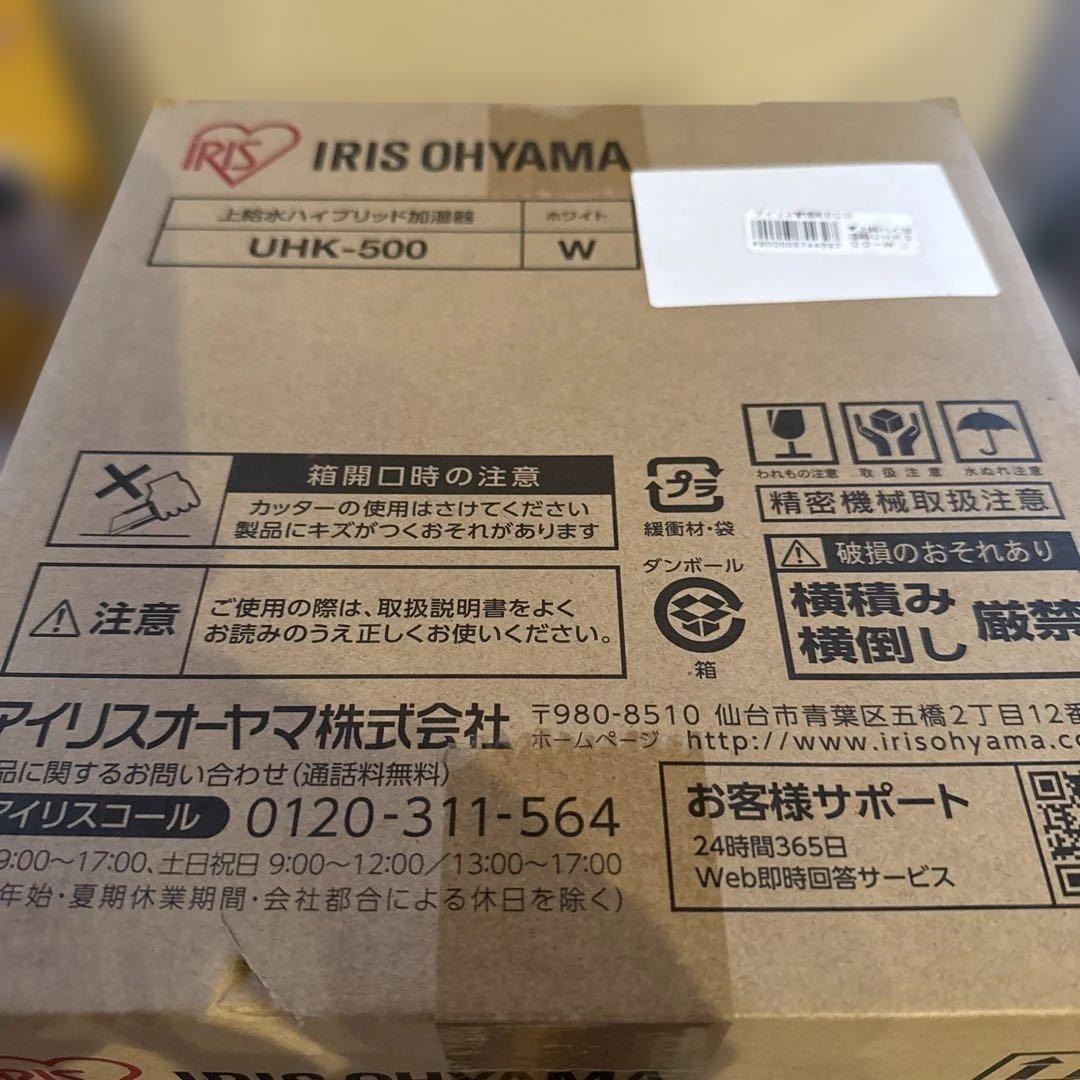 IRIS IRIS OHYAMA
上給水ハイブリッド加湿器 ホワイト
UHK-500 W
われもの注意 取扱注意 水ぬれ注意
精密機械取扱注意
箱開口時の注意
カッターの使用はさけてください
製品にキズがつくおそれがあります
プラ
緩衝材・袋
破損のおそれあり
横積み
横倒し
厳禁
注意
ご使用の際は、取扱説明書をよく
お読みのうえ正しくお使いください。
ダンボール
箱
アイリスオーヤマ株式会社 〒980-8510 仙台市青葉区五橋2丁目12番
ホームページ http://www.irisohyama.co
品に関するお問い合わせ(通話料無料)
アイリスコール 0120-311-564
9:00～17:00、土日祝日 9:00～12:00/13:00～17:00
年始・夏期休業期間・会社都合による休日を除く)
お客様サポート
24時間365日
Web即時回答サービス
IRIS IRIS OHYAMA